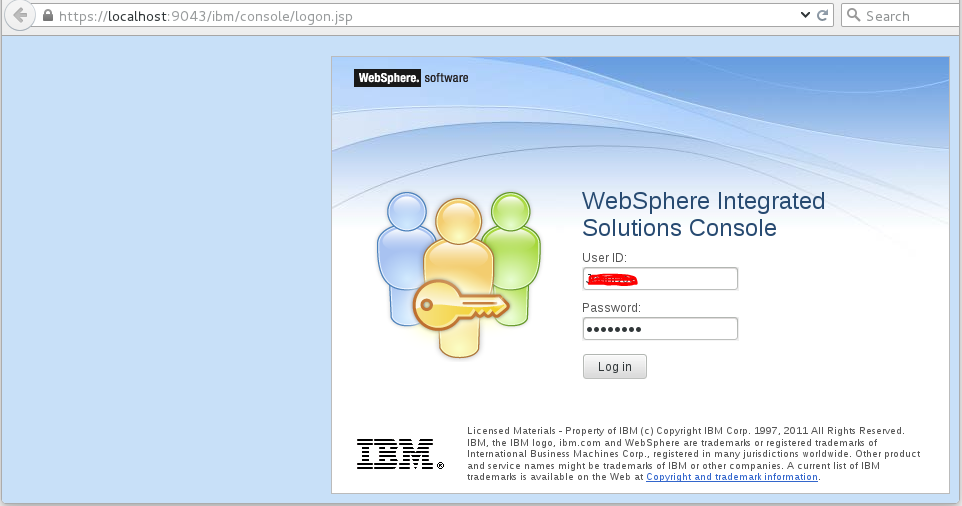 https://localhost:9043/ibm/console/logon.jsp
Search
WebSphere. software
WebSphere Integrated
Solutions Console
User ID:
Password:
••••••••
Log in
Licensed Materials - Property of IBM (c) Copyright IBM Corp. 1997, 2011 All Rights Reserved.
IBM, the IBM logo, ibm.com and WebSphere are trademarks or registered trademarks of
International Business Machines Corp., registered in many jurisdictions worldwide. Other product
and service names might be trademarks of IBM or other companies. A current list of IBM
trademarks is available on the Web at Copyright and trademark information.
IBM®